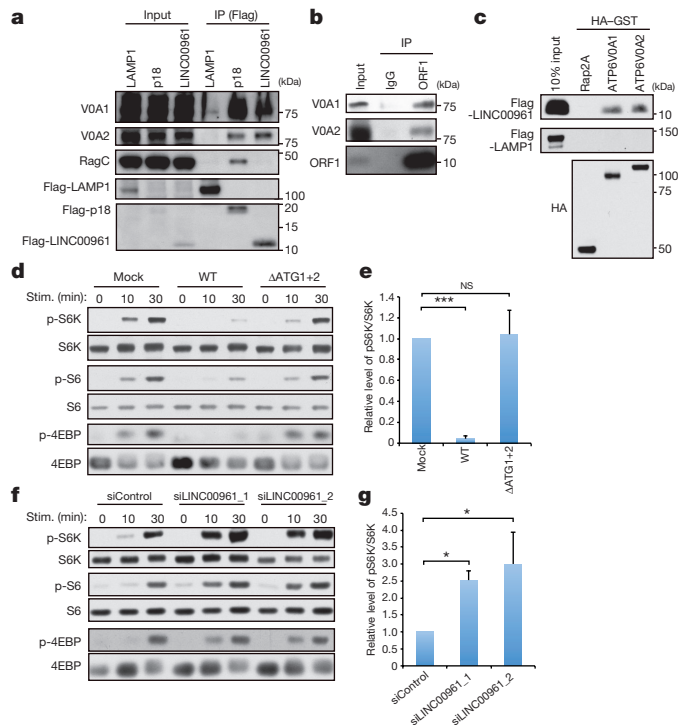 a
Input
IP (Flag)
LAMP1
p18
LINC00961
LAMP1
p18
LINC00961
(kDa)
V0A1
75
V0A2
75
RagC
50
Flag-LAMP1
100
Flag-p18
20
15
Flag-LINC00961
10
b
IP
Input
IgG
ORF1
(kDa)
V0A1
75
V0A2
75
ORF1
10
c
HA–GST
10% input
Rap2A
ATP6V0A1
ATP6V0A2
(kDa)
Flag
-LINC00961
10
Flag
-LAMP1
150
100
HA
75
50
d
Mock
WT
ΔATG1+2
Stim. (min): 0 10 30 0 10 30 0 10 30
p-S6K
S6K
p-S6
S6
p-4EBP
4EBP
e
NS
***
Relative level of pS6K/S6K
1.4
1.2
1
0.8
0.6
0.4
0.2
0
Mock
WT
ΔATG1+2
f
siControl
siLINC00961_1
siLINC00961_2
Stim. (min): 0 10 30 0 10 30 0 10 30
p-S6K
S6K
p-S6
S6
p-4EBP
4EBP
g
*
*
Relative level of pS6K/S6K
4.5
4.0
3.5
3.0
2.5
2.0
1.5
1.0
0.5
0
siControl
siLINC00961_1
siLINC00961_2